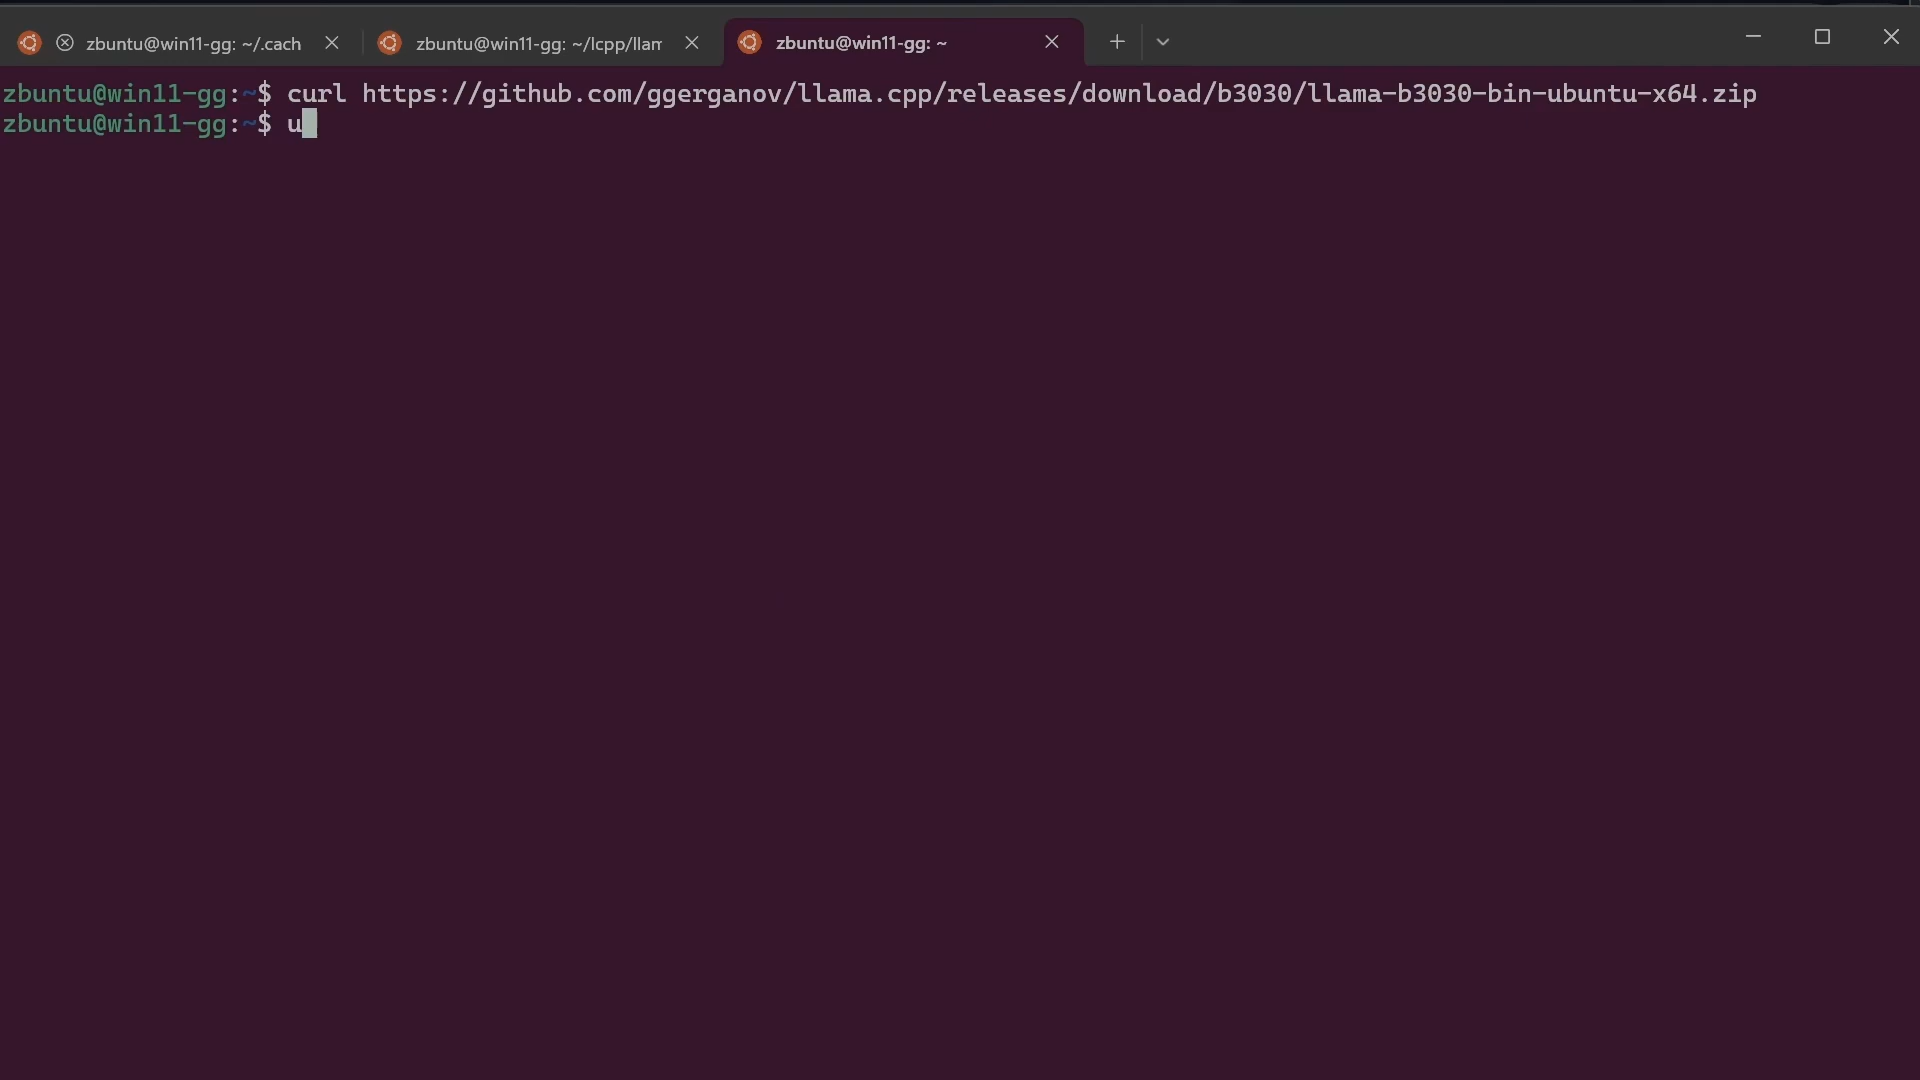 zbuntu@win11-gg: ~/.cach
zbuntu@win11-gg: ~/lcpp/llam
zbuntu@win11-gg: ~
zbuntu@win11-gg:~$ curl https://github.com/ggerganov/llama.cpp/releases/download/b3030/llama-b3030-bin-ubuntu-x64.zip
zbuntu@win11-gg:~$ u